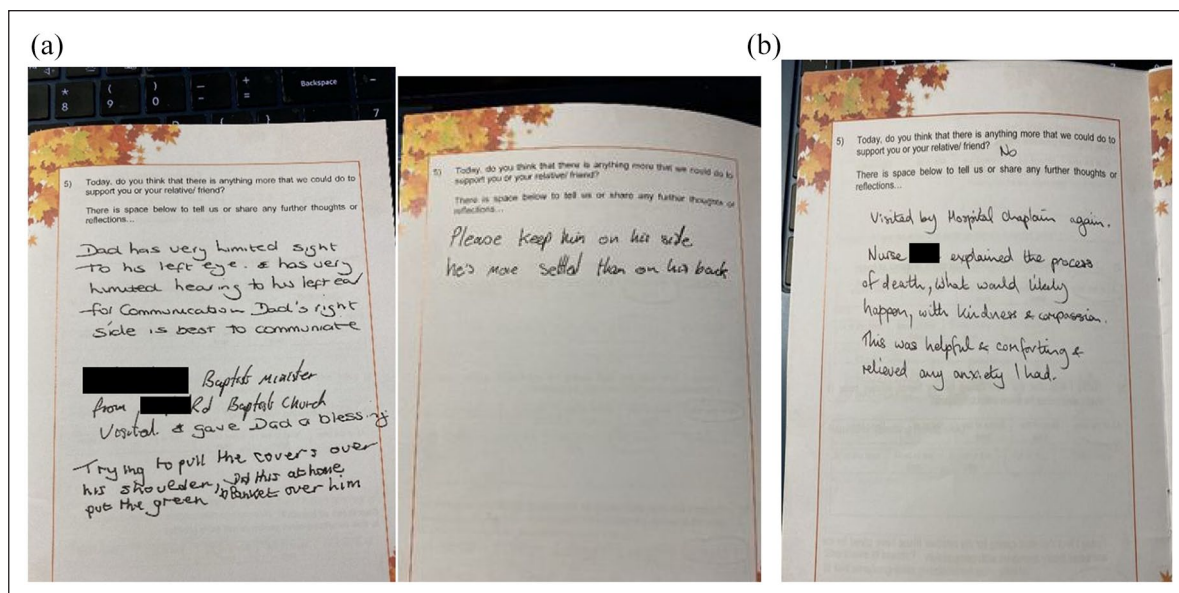 (a)
(b)
*
8
(
9
)
0
-
+
=
Backspace
-
7
{
}
5) Today, do you think that there is anything more that we could do to
support you or your relative/ friend?
There is space below to tell us or share any further thoughts or
reflections...
Dad has very limited sight
To his left eye. & has very
limited hearing to his left ear
for Communication Dad's right
side is best to communicate
Baptist Minister
from Rd Baptist Church
Visited & gave Dad a blessing
Trying to pull the covers over
his shoulder, Did this at home
put the green blanket over him
5) Today, do you think that there is anything more that we could do to
support you or your relative/ friend?
There is space below to tell us or share any further thoughts or
reflections...
Please keep him on his side
he's more settled than on his back
5) Today, do you think that there is anything more that we could do to
support you or your relative/ friend? No
There is space below to tell us or share any further thoughts or
reflections...
Visited by Hospital Chaplain again.
Nurse explained the process
of death, What would likely
happen, with kindness & compassion.
This was helpful & comforting &
relieved any anxiety I had.